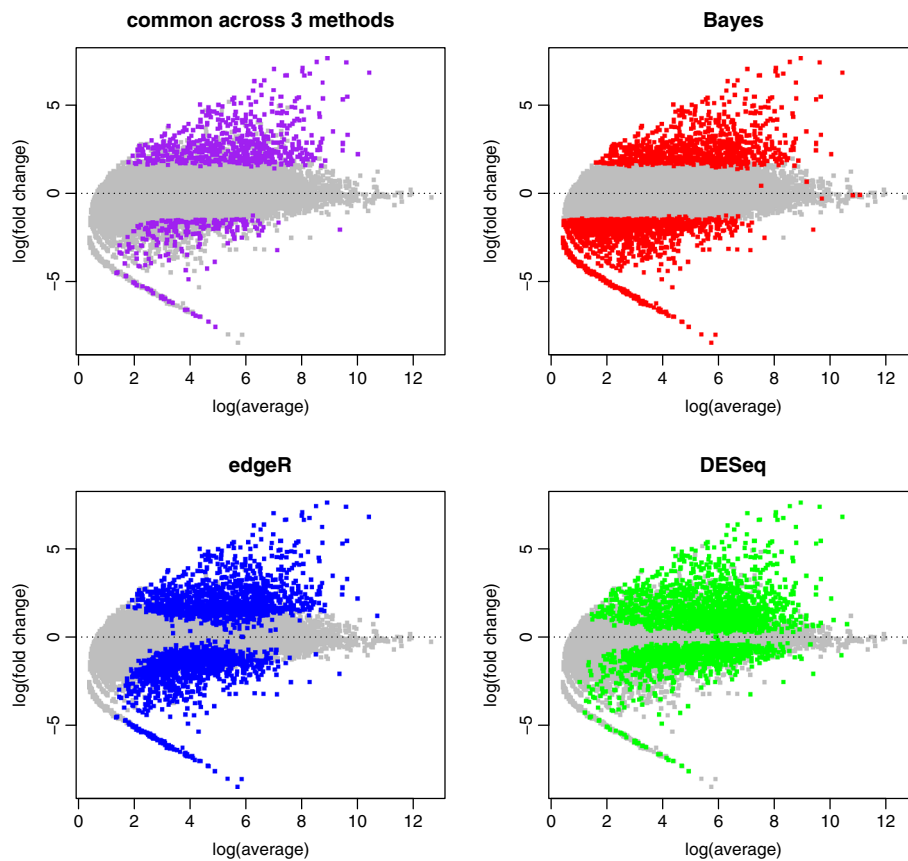 common across 3 methods
5
0
−5
log(fold change)
0 2 4 6 8 10 12
log(average)
Bayes
5
0
−5
log(fold change)
0 2 4 6 8 10 12
log(average)
edgeR
5
0
−5
log(fold change)
0 2 4 6 8 10 12
log(average)
DESeq
5
0
−5
log(fold change)
0 2 4 6 8 10 12
log(average)